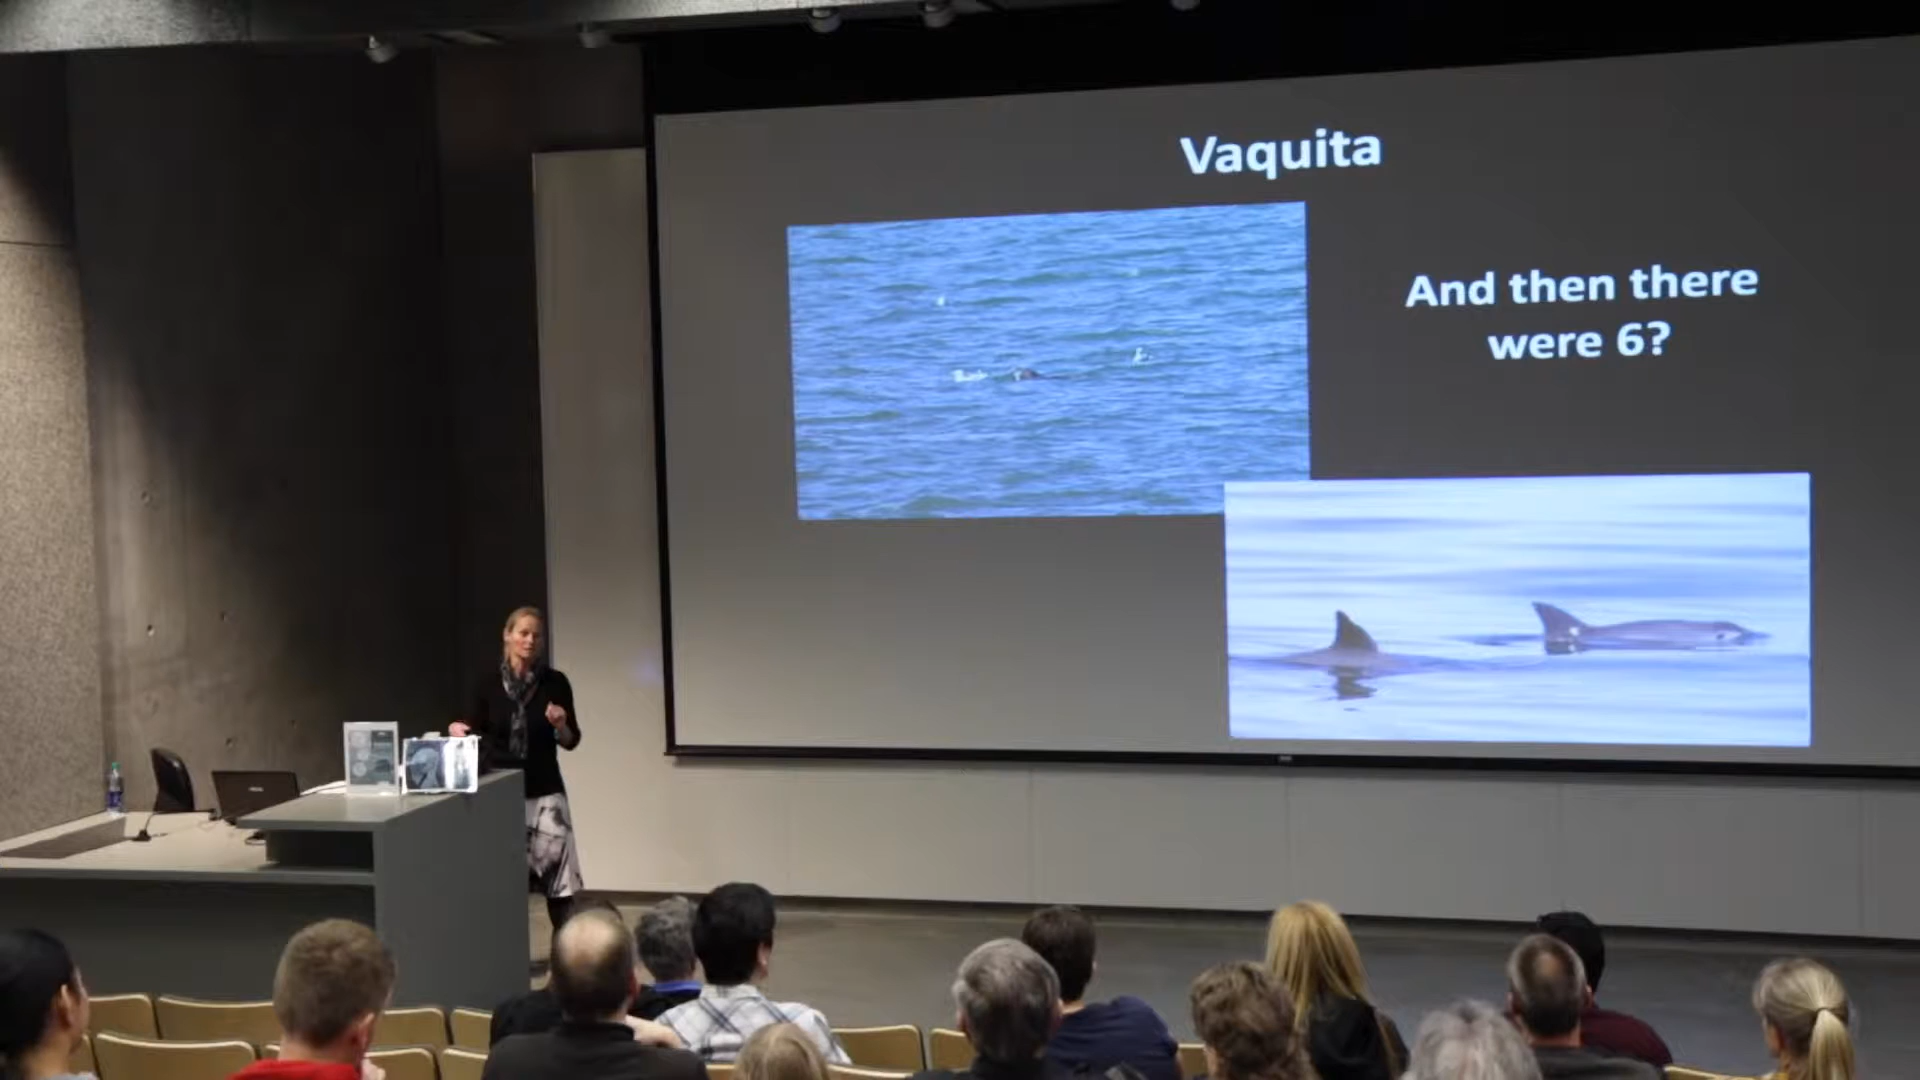 Vaquita
And then there
were 6?